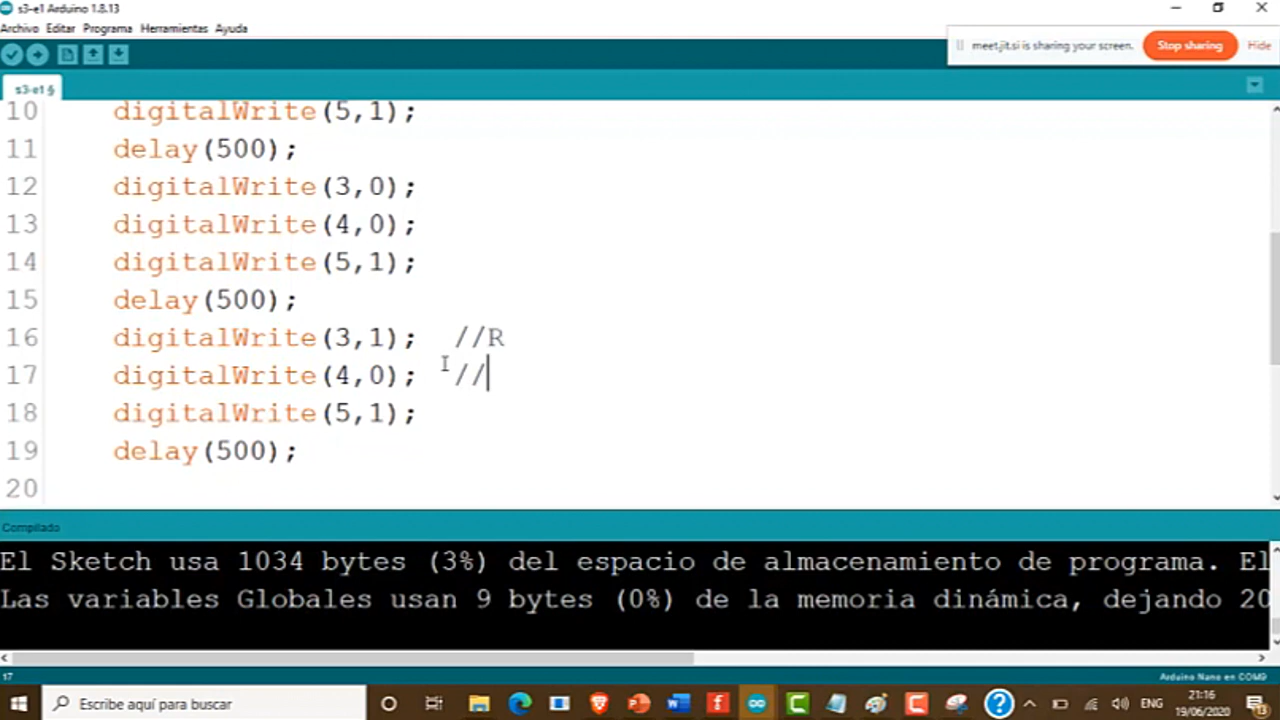 s3-e1 Arduino 1.8.13
Archivo Editar Programa Herramientas Ayuda
meet.jit.si is sharing your screen. Stop sharing Hide
s3-e1 §
10 digitalWrite(5,1);
11 delay(500);
12 digitalWrite(3,0);
13 digitalWrite(4,0);
14 digitalWrite(5,1);
15 delay(500);
16 digitalWrite(3,1); //R
17 digitalWrite(4,0); //
18 digitalWrite(5,1);
19 delay(500);
20
Compilado
El Sketch usa 1034 bytes (3%) del espacio de almacenamiento de programa. El
Las variables Globales usan 9 bytes (0%) de la memoria dinámica, dejando 20
17 Arduino Nano en COM9
Escribe aquí para buscar ENG 21:16
19/06/2020